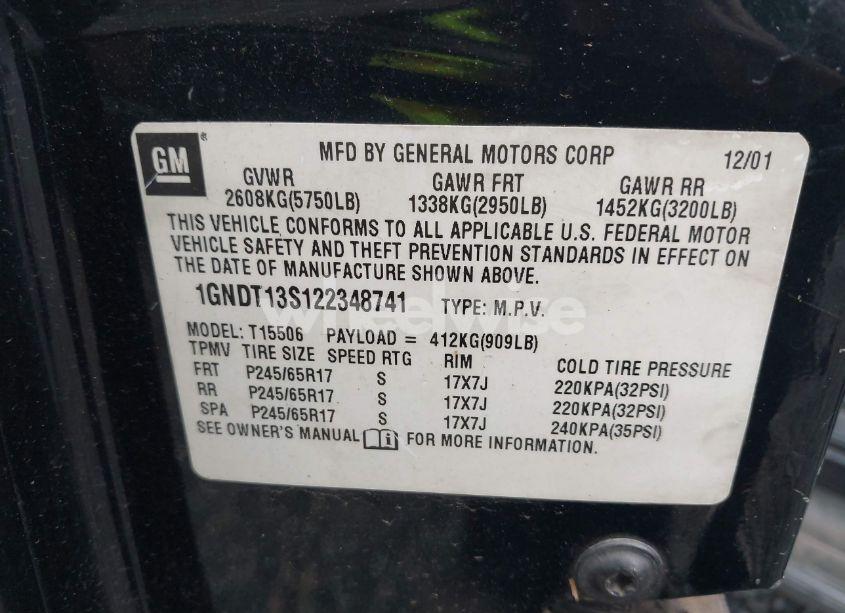 GM ®
MFD BY GENERAL MOTORS CORP 12/01
GVWR GAWR FRT GAWR RR
2608KG(5750LB) 1338KG(2950LB) 1452KG(3200LB)
THIS VEHICLE CONFORMS TO ALL APPLICABLE U.S. FEDERAL MOTOR
VEHICLE SAFETY AND THEFT PREVENTION STANDARDS IN EFFECT ON
THE DATE OF MANUFACTURE SHOWN ABOVE.
1GNDT13S122348741 TYPE: M.P.V.
wheelwise
MODEL: T15506 PAYLOAD = 412KG(909LB)
TPMV TIRE SIZE SPEED RTG RIM COLD TIRE PRESSURE
FRT P245/65R17 S 17X7J 220KPA(32PSI)
RR P245/65R17 S 17X7J 220KPA(32PSI)
SPA P245/65R17 S 17X7J 240KPA(35PSI)
SEE OWNER'S MANUAL i FOR MORE INFORMATION.